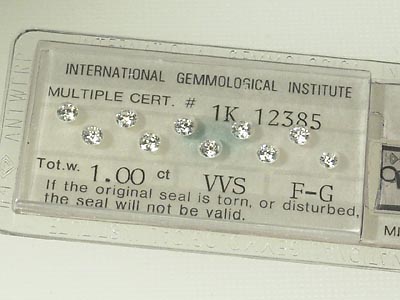 INTERNATIONAL GEMMOLOGICAL INSTITUTE
MULTIPLE CERT. # 1K 12385
Tot.w. 1.00 ct VVS F-G
If the original seal is torn, or disturbed,
the seal will not be valid.